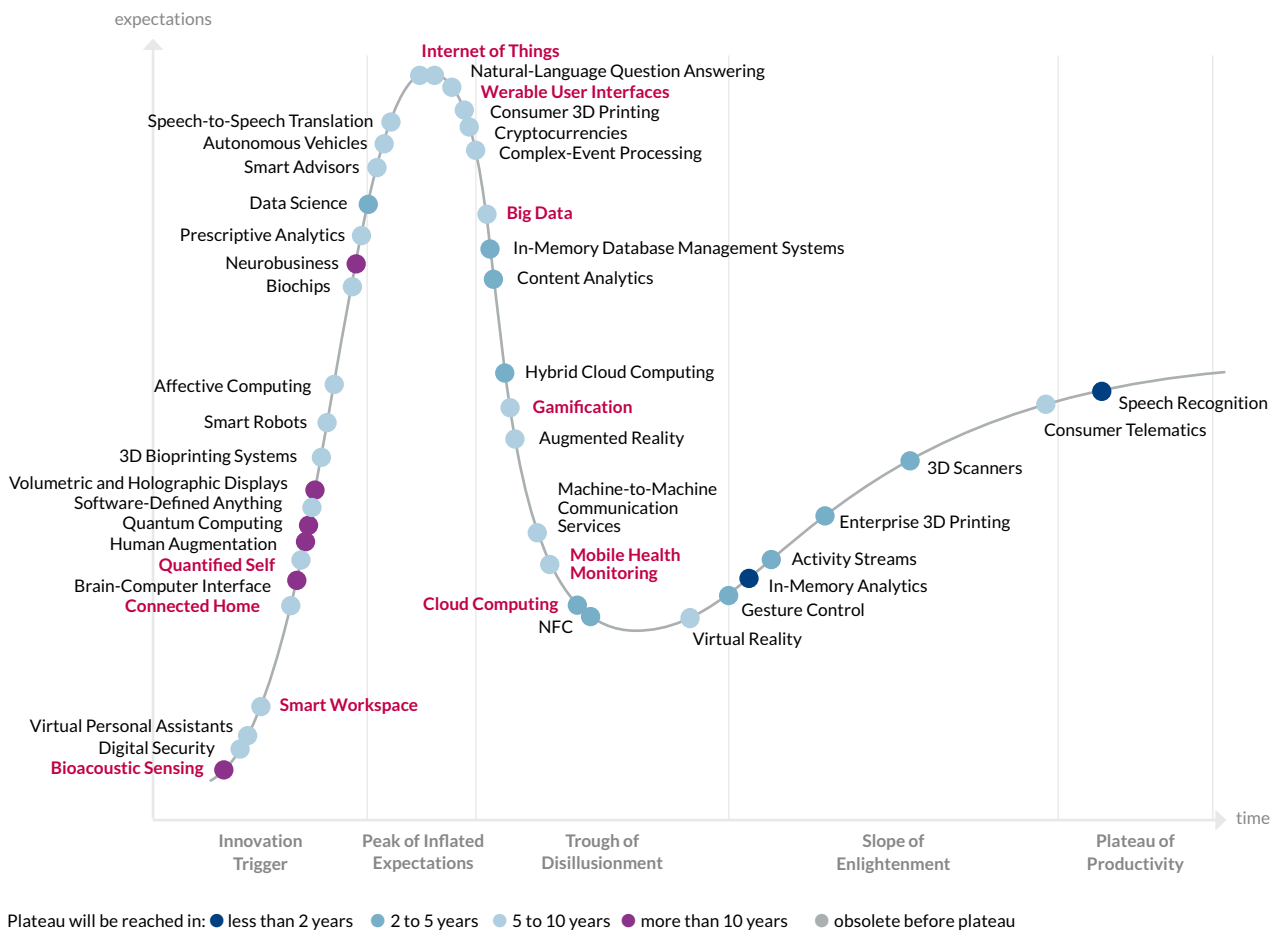 expectations
Internet of Things
Natural-Language Question Answering
Werable User Interfaces
Consumer 3D Printing
Speech-to-Speech Translation
Cryptocurrencies
Autonomous Vehicles
Complex-Event Processing
Smart Advisors
Data Science
Big Data
Prescriptive Analytics
In-Memory Database Management Systems
Neurobusiness
Content Analytics
Biochips
Hybrid Cloud Computing
Affective Computing
Speech Recognition
Gamification
Smart Robots
Consumer Telematics
Augmented Reality
3D Bioprinting Systems
3D Scanners
Volumetric and Holographic Displays
Machine-to-Machine
Communication
Services
Software-Defined Anything
Quantum Computing
Enterprise 3D Printing
Human Augmentation
Mobile Health
Monitoring
Activity Streams
Quantified Self
Brain-Computer Interface
In-Memory Analytics
Connected Home
Cloud Computing
Gesture Control
NFC
Virtual Reality
Smart Workspace
Virtual Personal Assistants
Digital Security
Bioacoustic Sensing
time
Innovation
Trigger
Peak of Inflated
Expectations
Trough of
Disillusionment
Slope of
Enlightenment
Plateau of
Productivity
Plateau will be reached in: less than 2 years 2 to 5 years 5 to 10 years more than 10 years obsolete before plateau